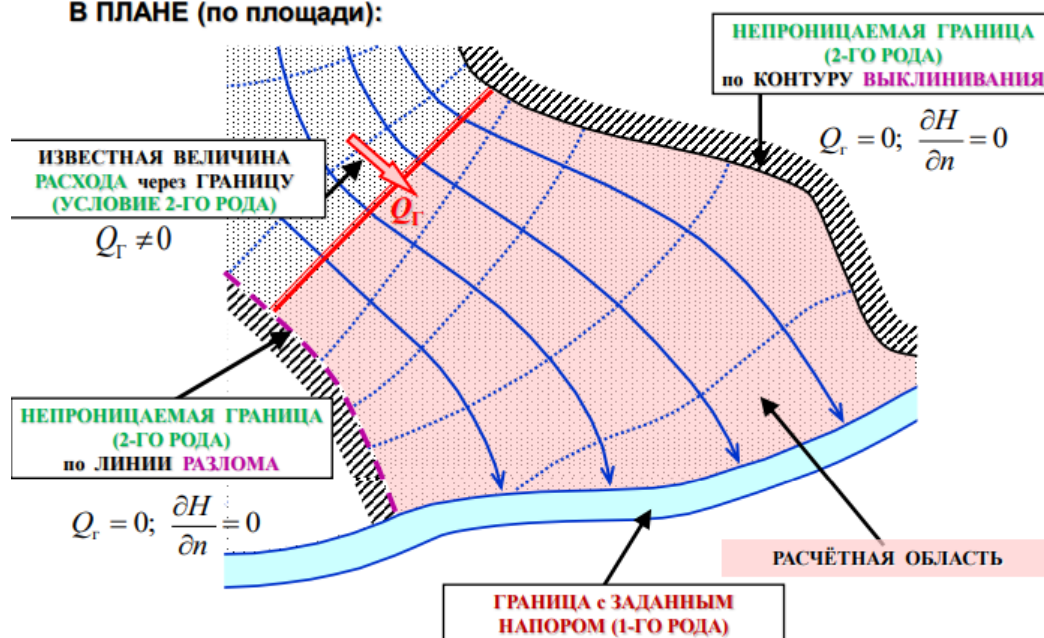 В ПЛАНЕ (по площади):
НЕПРОНИЦАЕМАЯ ГРАНИЦА
(2-ГО РОДА)
по КОНТУРУ ВЫКЛИНИВАНИЯ
Qг = 0; ∂H/∂n = 0
ИЗВЕСТНАЯ ВЕЛИЧИНА
РАСХОДА через ГРАНИЦУ
(УСЛОВИЕ 2-ГО РОДА)
QГ ≠ 0
QГ
НЕПРОНИЦАЕМАЯ ГРАНИЦА
(2-ГО РОДА)
по ЛИНИИ РАЗЛОМА
Qг = 0; ∂H/∂n = 0
РАСЧЁТНАЯ ОБЛАСТЬ
ГРАНИЦА с ЗАДАННЫМ
НАПОРОМ (1-ГО РОДА)